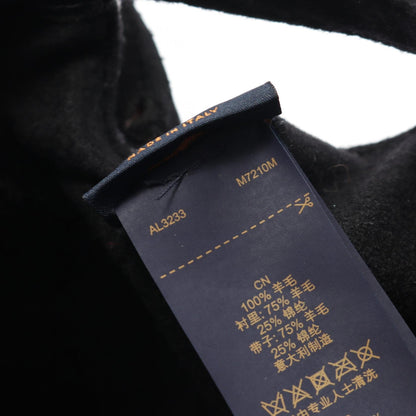 MADE IN ITALY
AL3233
M7210M
CN
100% 羊毛
衬里: 75% 羊毛
25% 锦纶
带子: 75% 羊毛
25% 锦纶
意大利制造
由专业人士清洗